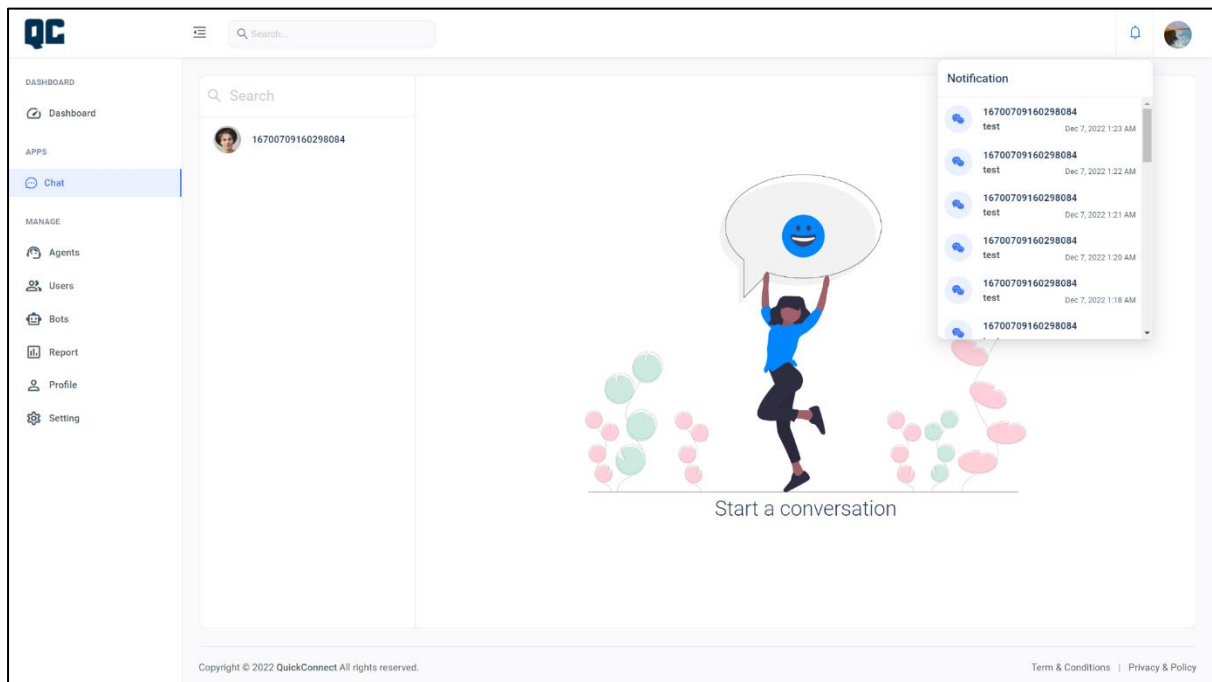 QC
Search...
DASHBOARD
Dashboard
APPS
Chat
MANAGE
Agents
Users
Bots
Report
Profile
Setting
Search
16700709160298084
Start a conversation
Notification
16700709160298084
test Dec 7, 2022 1:23 AM
16700709160298084
test Dec 7, 2022 1:22 AM
16700709160298084
test Dec 7, 2022 1:21 AM
16700709160298084
test Dec 7, 2022 1:20 AM
16700709160298084
test Dec 7, 2022 1:18 AM
16700709160298084
Copyright © 2022 QuickConnect All rights reserved.
Term & Conditions | Privacy & Policy